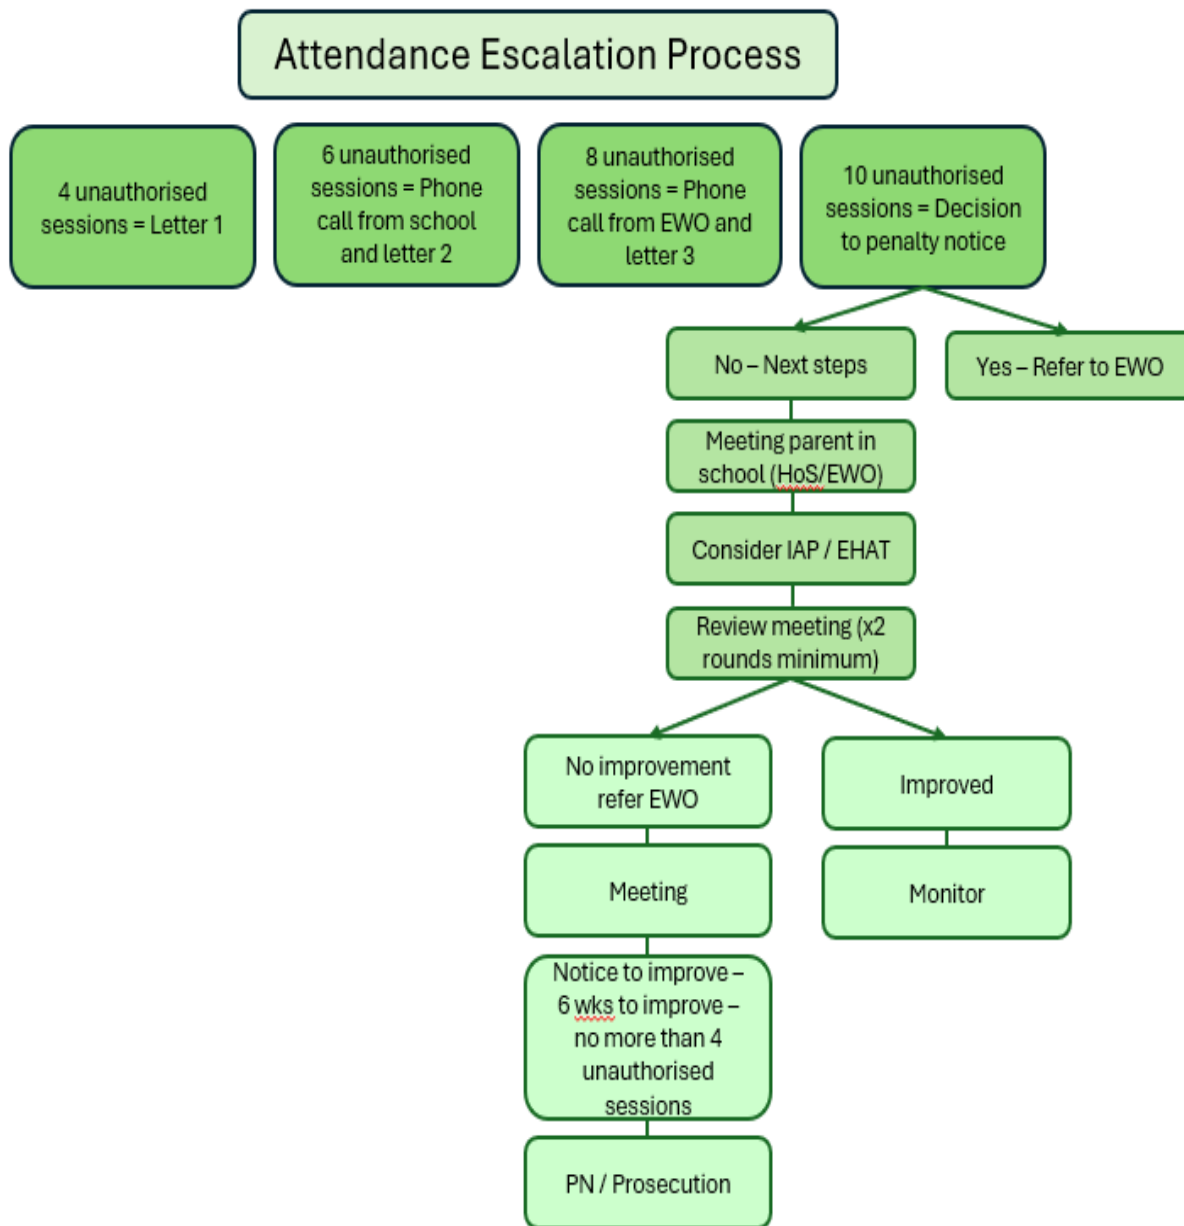 Attendance Escalation Process
4 unauthorised
sessions = Letter 1
6 unauthorised
sessions = Phone
call from school
and letter 2
8 unauthorised
sessions = Phone
call from EWO and
letter 3
10 unauthorised
sessions = Decision
to penalty notice
No – Next steps
Yes – Refer to EWO
Meeting parent in
school (HoS/EWO)
Consider IAP / EHAT
Review meeting (x2
rounds minimum)
No improvement
refer EWO
Improved
Meeting
Monitor
Notice to improve –
6 wks to improve –
no more than 4
unauthorised
sessions
PN / Prosecution